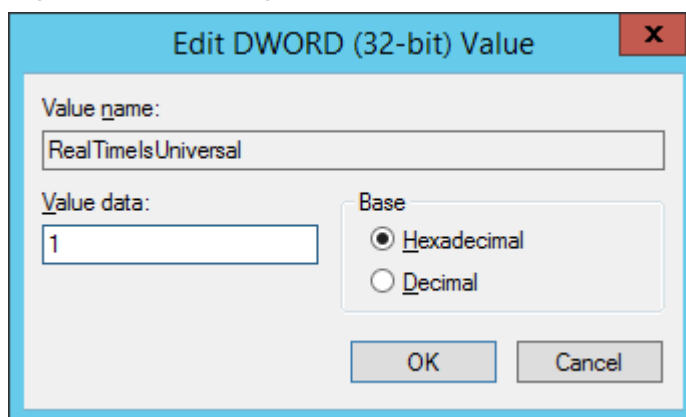 Edit DWORD (32-bit) Value
x
Value name:
RealTimeIsUniversal
Value data:
1
Base
Hexadecimal
Decimal
OK
Cancel